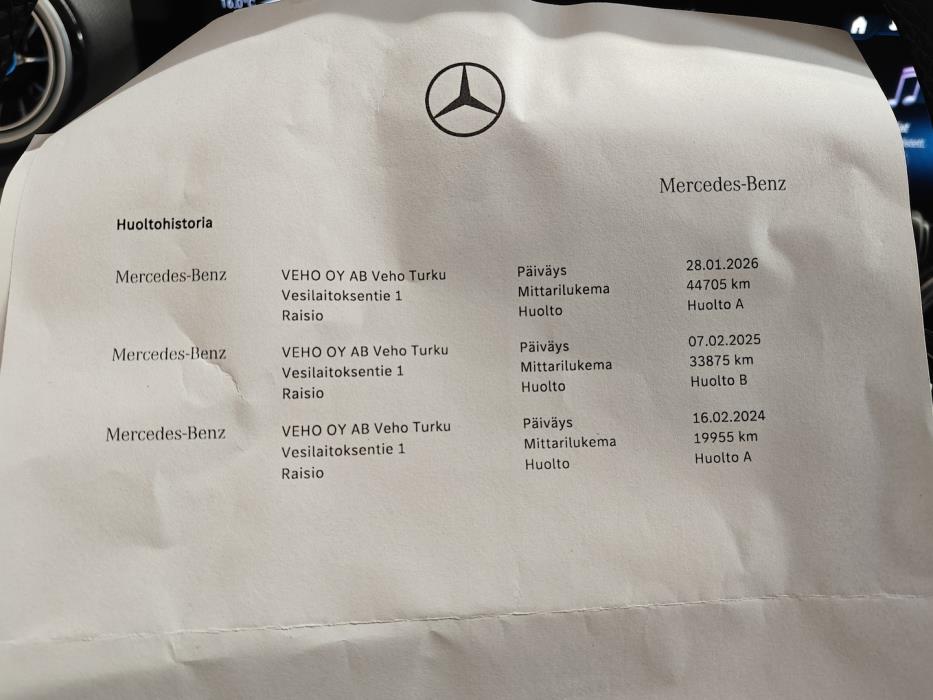 16.0°C
Mercedes-Benz
Huoltohistoria
Mercedes-Benz VEHO OY AB Veho Turku Päiväys 28.01.2026
Vesilaitoksentie 1 Mittarilukema 44705 km
Raisio Huolto Huolto A
Mercedes-Benz VEHO OY AB Veho Turku Päiväys 07.02.2025
Vesilaitoksentie 1 Mittarilukema 33875 km
Raisio Huolto Huolto B
Mercedes-Benz VEHO OY AB Veho Turku Päiväys 16.02.2024
Vesilaitoksentie 1 Mittarilukema 19955 km
Raisio Huolto Huolto A